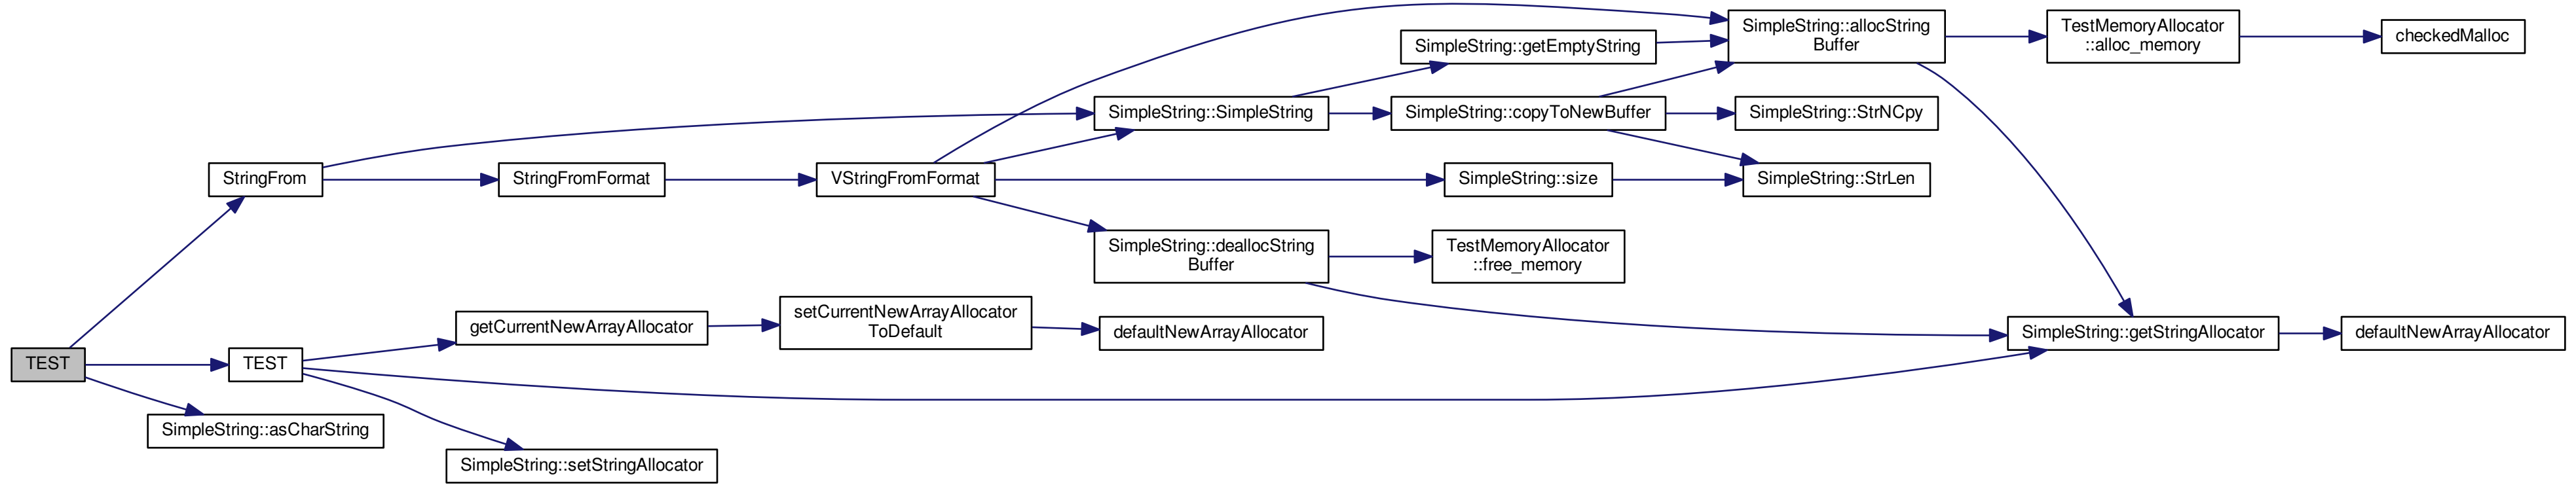 SimpleString::allocString
Buffer
TestMemoryAllocator
::alloc_memory
checkedMalloc
SimpleString::getEmptyString
SimpleString::SimpleString
SimpleString::copyToNewBuffer
SimpleString::StrNCpy
StringFrom
StringFromFormat
VStringFromFormat
SimpleString::size
SimpleString::StrLen
SimpleString::deallocString
Buffer
TestMemoryAllocator
::free_memory
getCurrentNewArrayAllocator
setCurrentNewArrayAllocator
ToDefault
defaultNewArrayAllocator
SimpleString::getStringAllocator
defaultNewArrayAllocator
TEST
TEST
SimpleString::asCharString
SimpleString::setStringAllocator